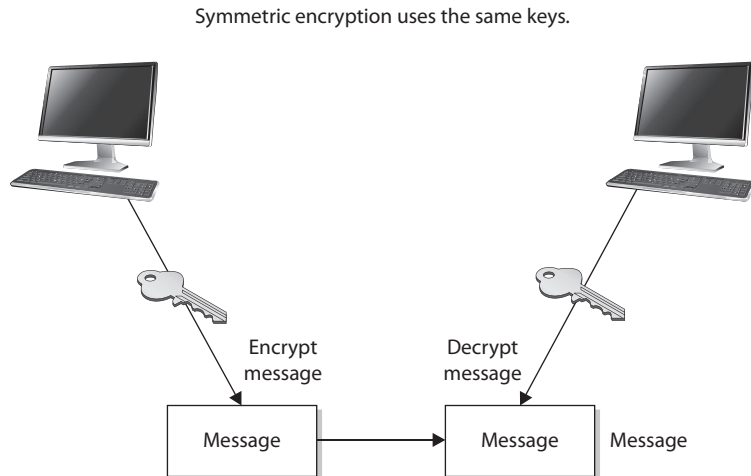 Symmetric encryption uses the same keys.
Encrypt
message
Decrypt
message
Message
Message
Message